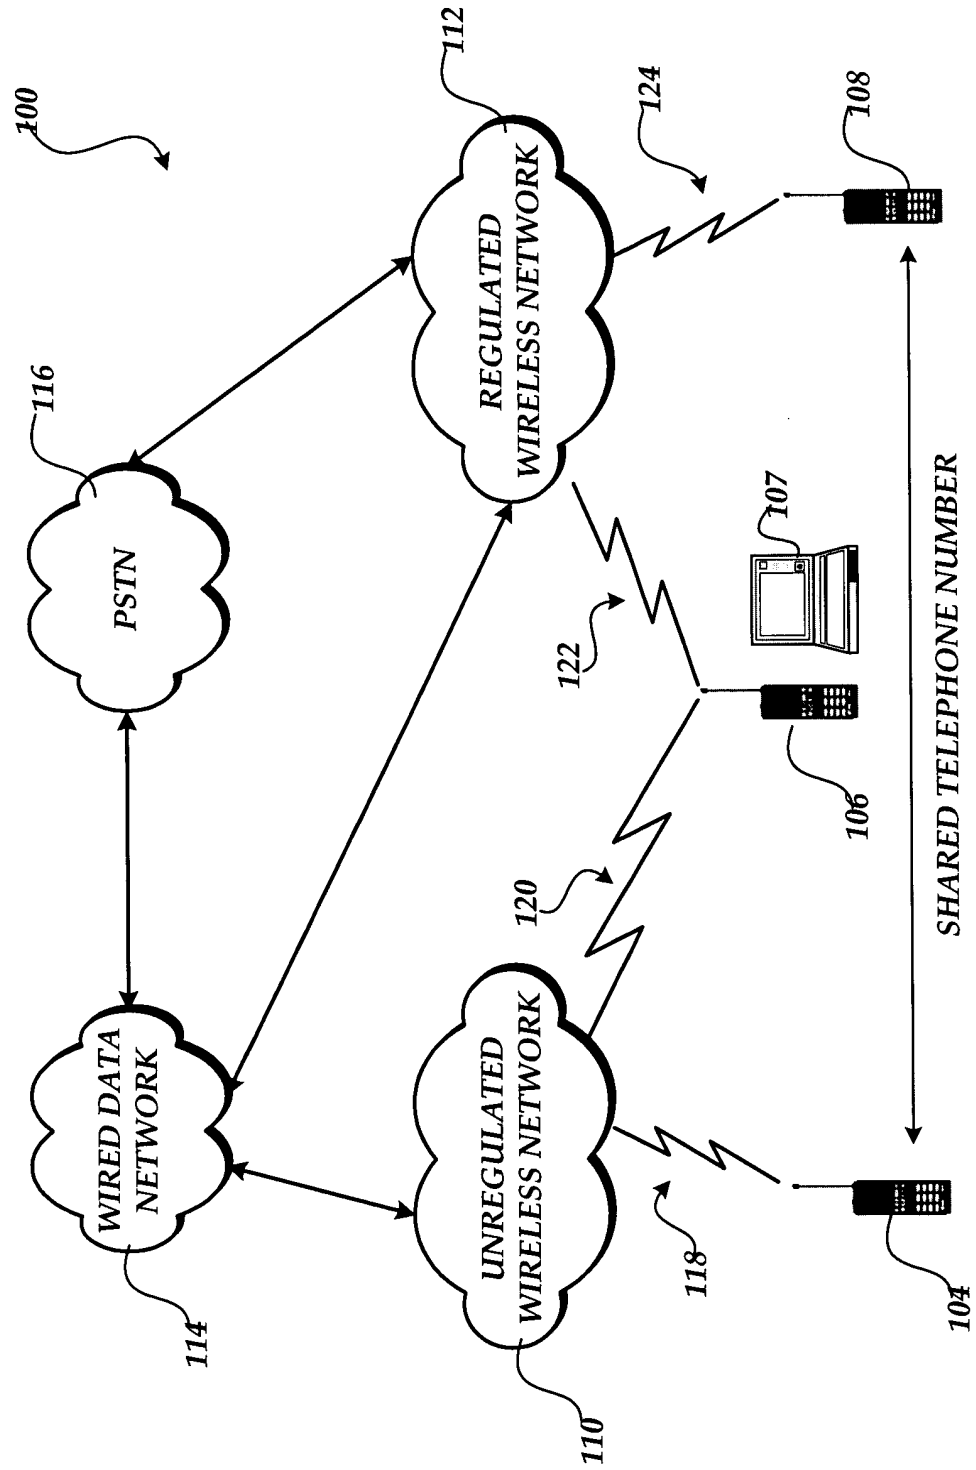 100
116
PSTN
WIRED DATA
NETWORK
114
112
REGULATED
WIRELESS NETWORK
UNREGULATED
WIRELESS NETWORK
110
124
122
120
118
108
107
106
104
SHARED TELEPHONE NUMBER